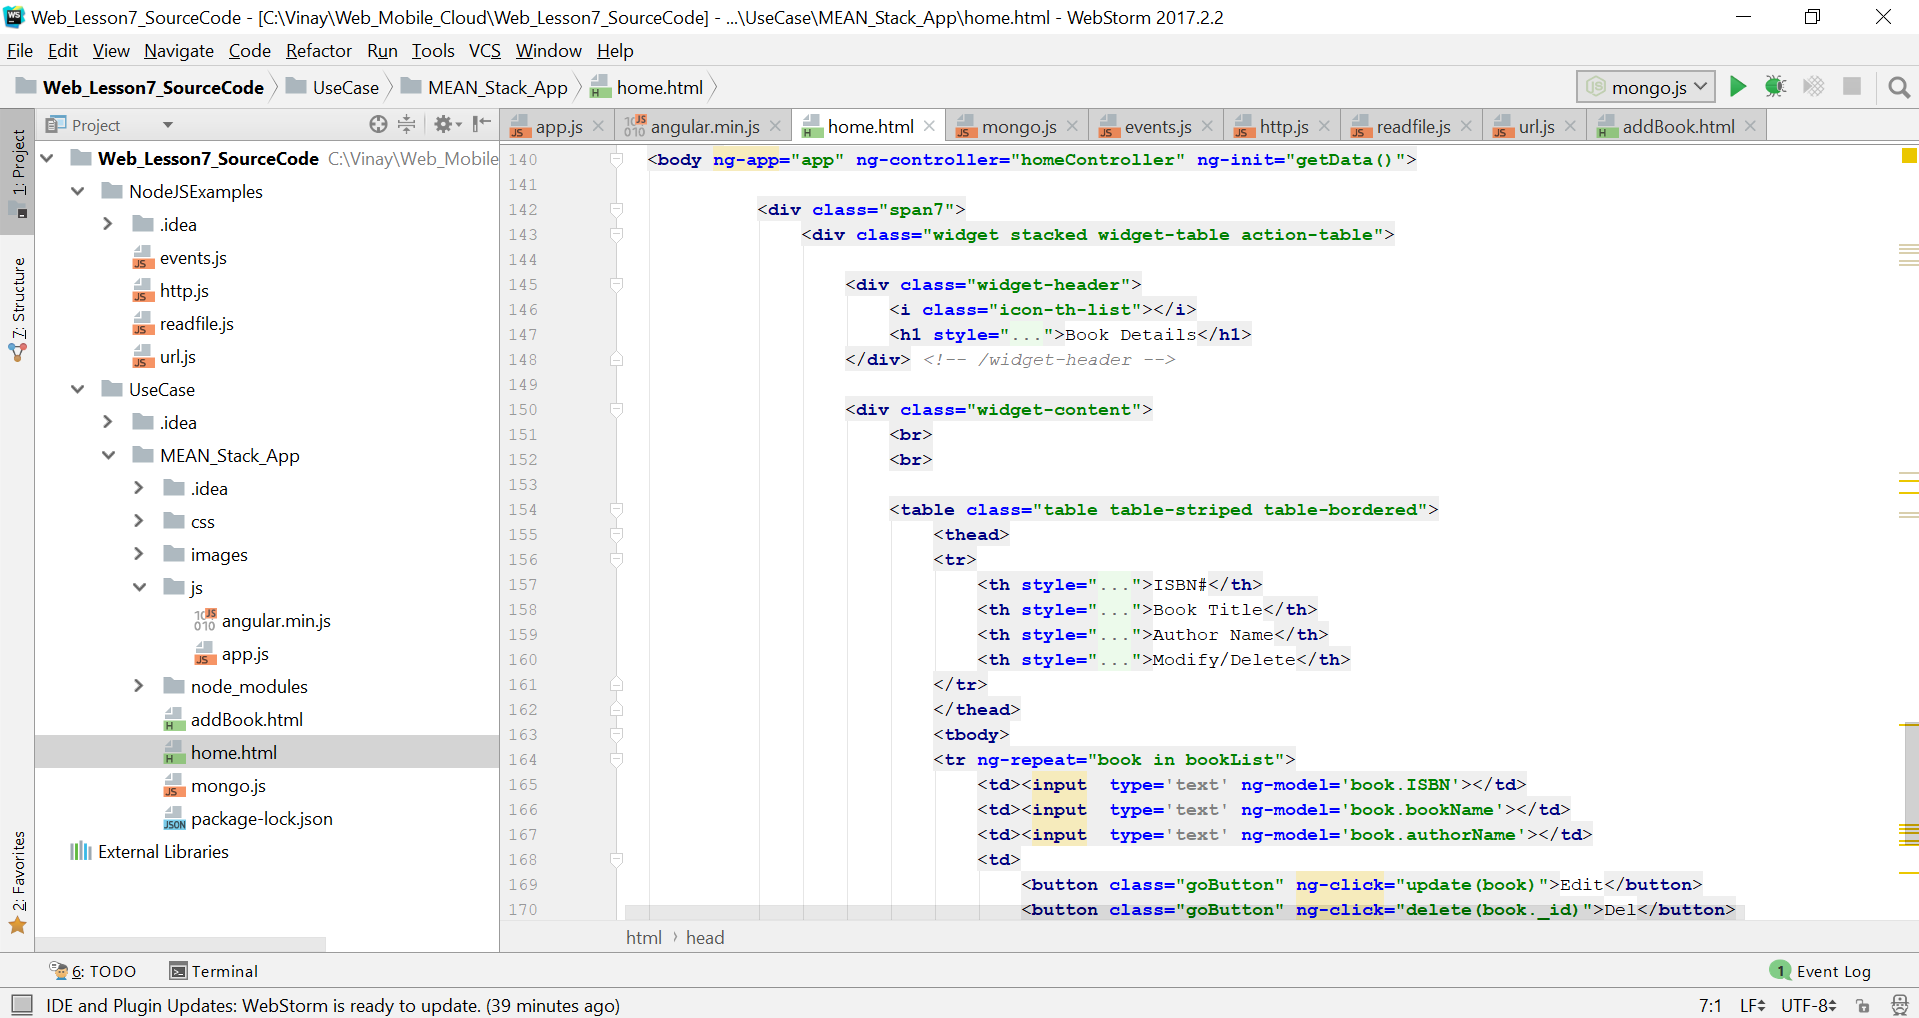 Web_Lesson7_SourceCode - [C:\Vinay\Web_Mobile_Cloud\Web_Lesson7_SourceCode] - ...\UseCase\MEAN_Stack_App\home.html - WebStorm 2017.2.2
File Edit View Navigate Code Refactor Run Tools VCS Window Help
Web_Lesson7_SourceCode UseCase MEAN_Stack_App home.html mongo.js
Project
app.js angular.min.js home.html mongo.js events.js http.js readfile.js url.js addBook.html
1: Project
7: Structure
2: Favorites
Web_Lesson7_SourceCode C:\Vinay\Web_Mobile
NodeJSExamples
.idea
events.js
http.js
readfile.js
url.js
UseCase
.idea
MEAN_Stack_App
.idea
css
images
js
angular.min.js
app.js
node_modules
addBook.html
home.html
mongo.js
package-lock.json
External Libraries
140 <body ng-app="app" ng-controller="homeController" ng-init="getData()">
141
142 <div class="span7">
143 <div class="widget stacked widget-table action-table">
144
145 <div class="widget-header">
146 <i class="icon-th-list"></i>
147 <h1 style="...">Book Details</h1>
148 </div> <!-- /widget-header -->
149
150 <div class="widget-content">
151 <br>
152 <br>
153
154 <table class="table table-striped table-bordered">
155 <thead>
156 <tr>
157 <th style="...">ISBN#</th>
158 <th style="...">Book Title</th>
159 <th style="...">Author Name</th>
160 <th style="...">Modify/Delete</th>
161 </tr>
162 </thead>
163 <tbody>
164 <tr ng-repeat="book in bookList">
165 <td><input  type='text' ng-model='book.ISBN'></td>
166 <td><input  type='text' ng-model='book.bookName'></td>
167 <td><input  type='text' ng-model='book.authorName'></td>
168 <td>
169 <button class="goButton" ng-click="update(book)">Edit</button>
170 <button class="goButton" ng-click="delete(book._id)">Del</button>
html › head
6: TODO Terminal 1 Event Log
IDE and Plugin Updates: WebStorm is ready to update. (39 minutes ago) 7:1 LF UTF-8